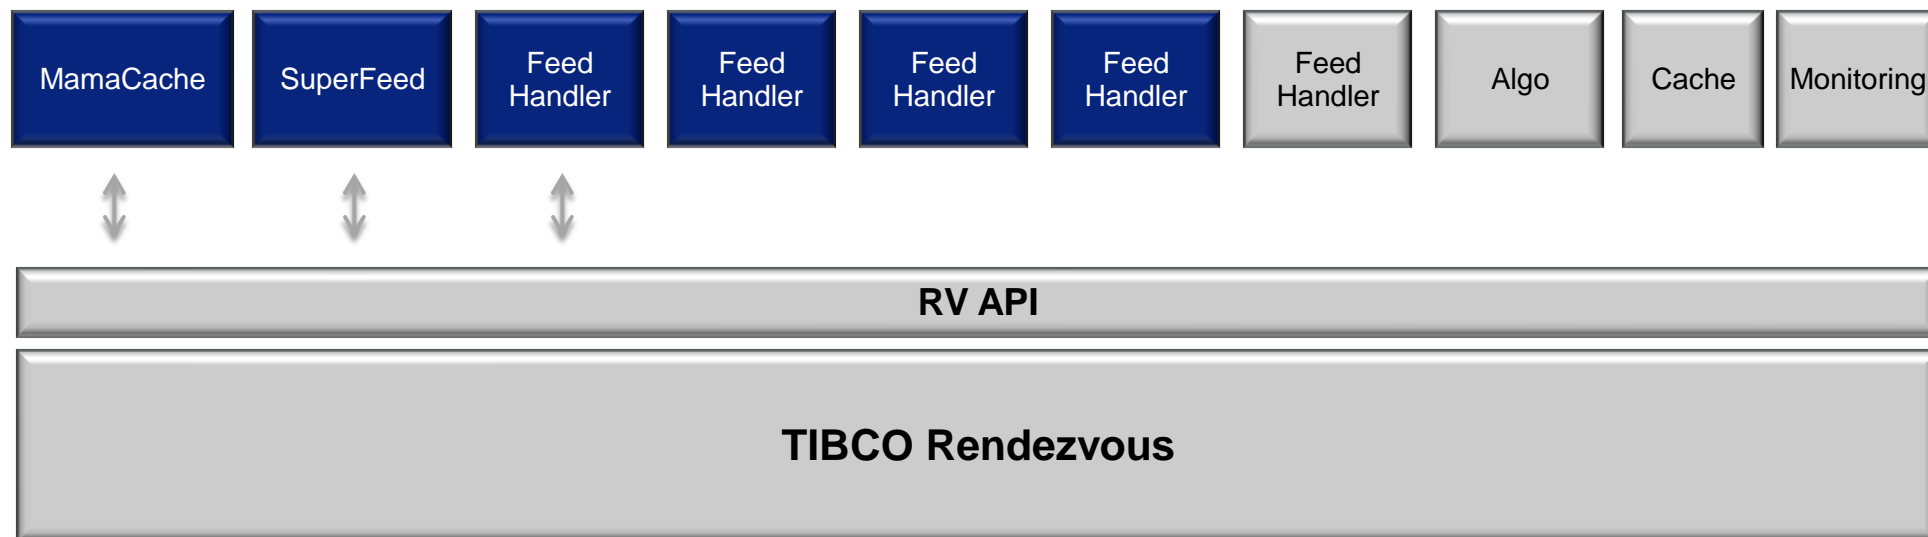 MamaCache
SuperFeed
Feed
Handler
Feed
Handler
Feed
Handler
Feed
Handler
Feed
Handler
Algo
Cache
Monitoring
RV API
TIBCO Rendezvous